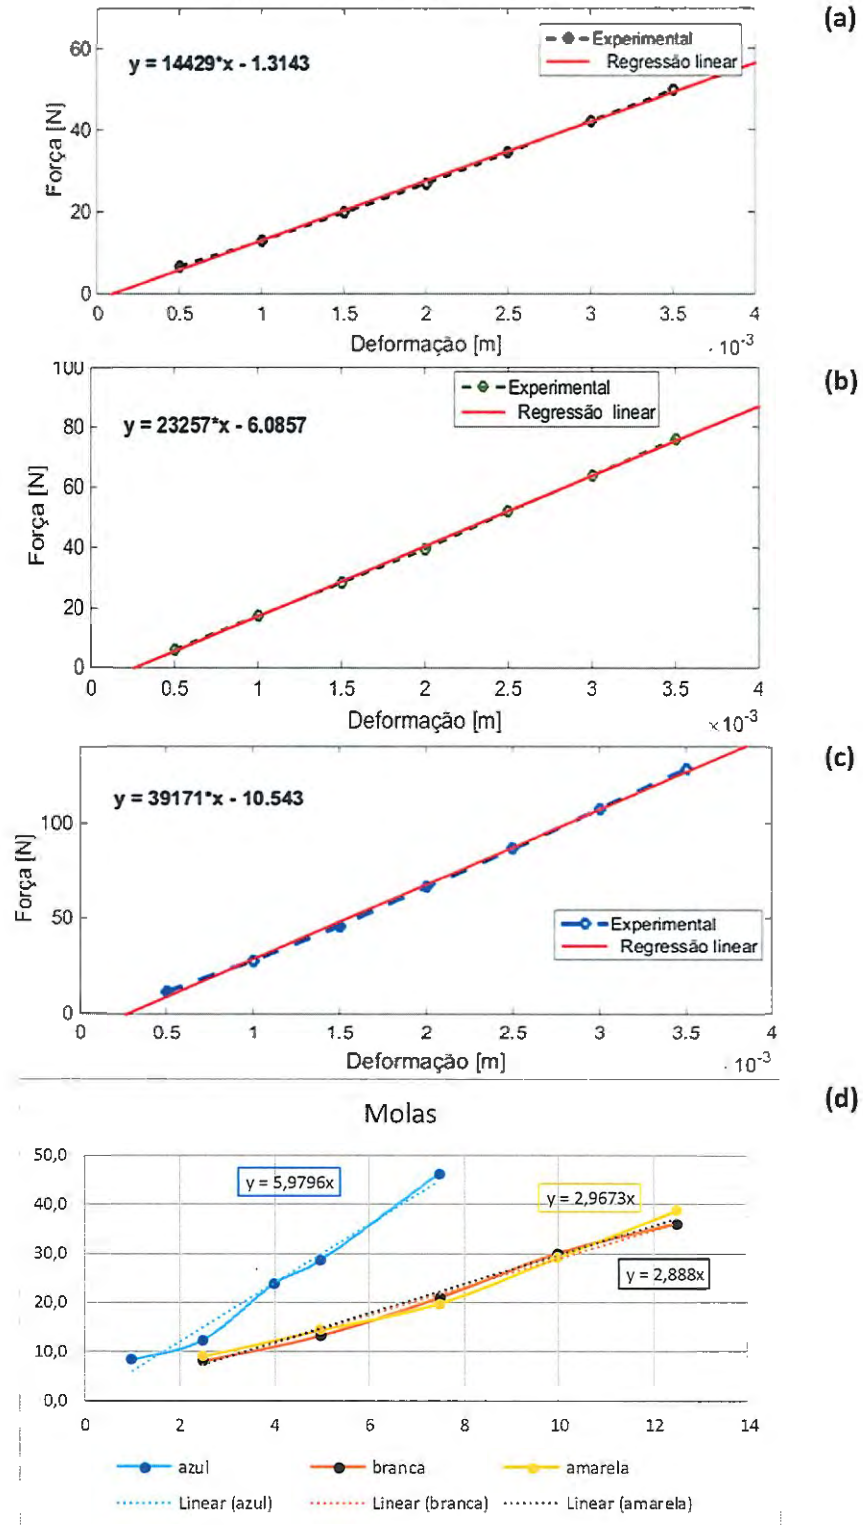 (a)
60
40
20
0
Força [N]
y = 14429*x - 1.3143
Experimental
Regressão linear
0 0.5 1 1.5 2 2.5 3 3.5 4
Deformação [m]
· 10-3
(b)
100
80
60
40
20
0
Força [N]
y = 23257*x - 6.0857
Experimental
Regressão linear
0 0.5 1 1.5 2 2.5 3 3.5 4
Deformação [m]
×10-3
(c)
100
50
0
Força [N]
y = 39171*x - 10.543
Experimental
Regressão linear
0 0.5 1 1.5 2 2.5 3 3.5 4
Deformação [m]
· 10-3
(d)
Molas
50,0
40,0
30,0
20,0
10,0
0,0
y = 5,9796x
y = 2,9673x
y = 2,888x
0 2 4 6 8 10 12 14
azul branca amarela
Linear (azul) Linear (branca) Linear (amarela)